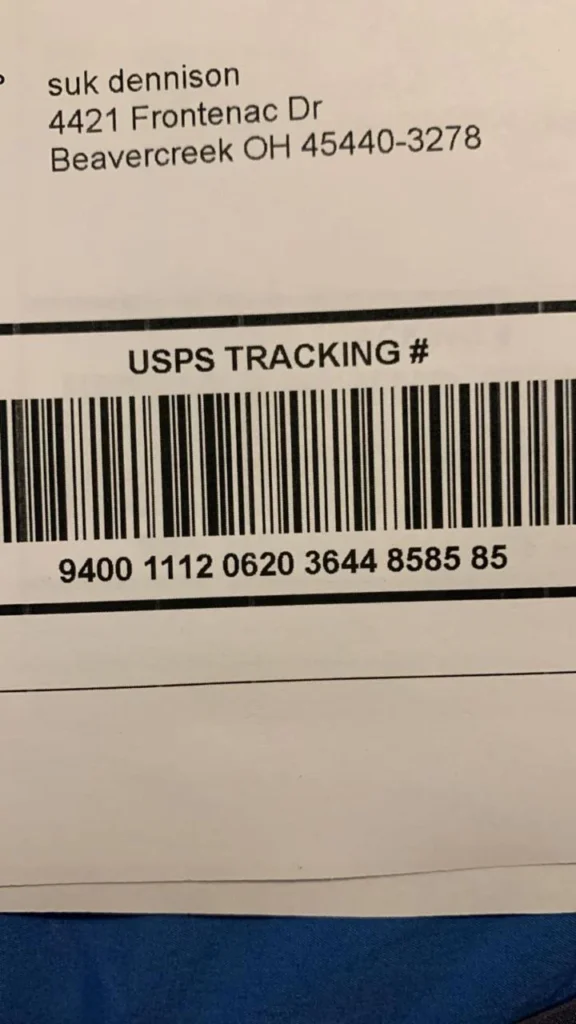 suk dennison
4421 Frontenac Dr
Beavercreek OH 45440-3278
USPS TRACKING #
9400 1112 0620 3644 8585 85